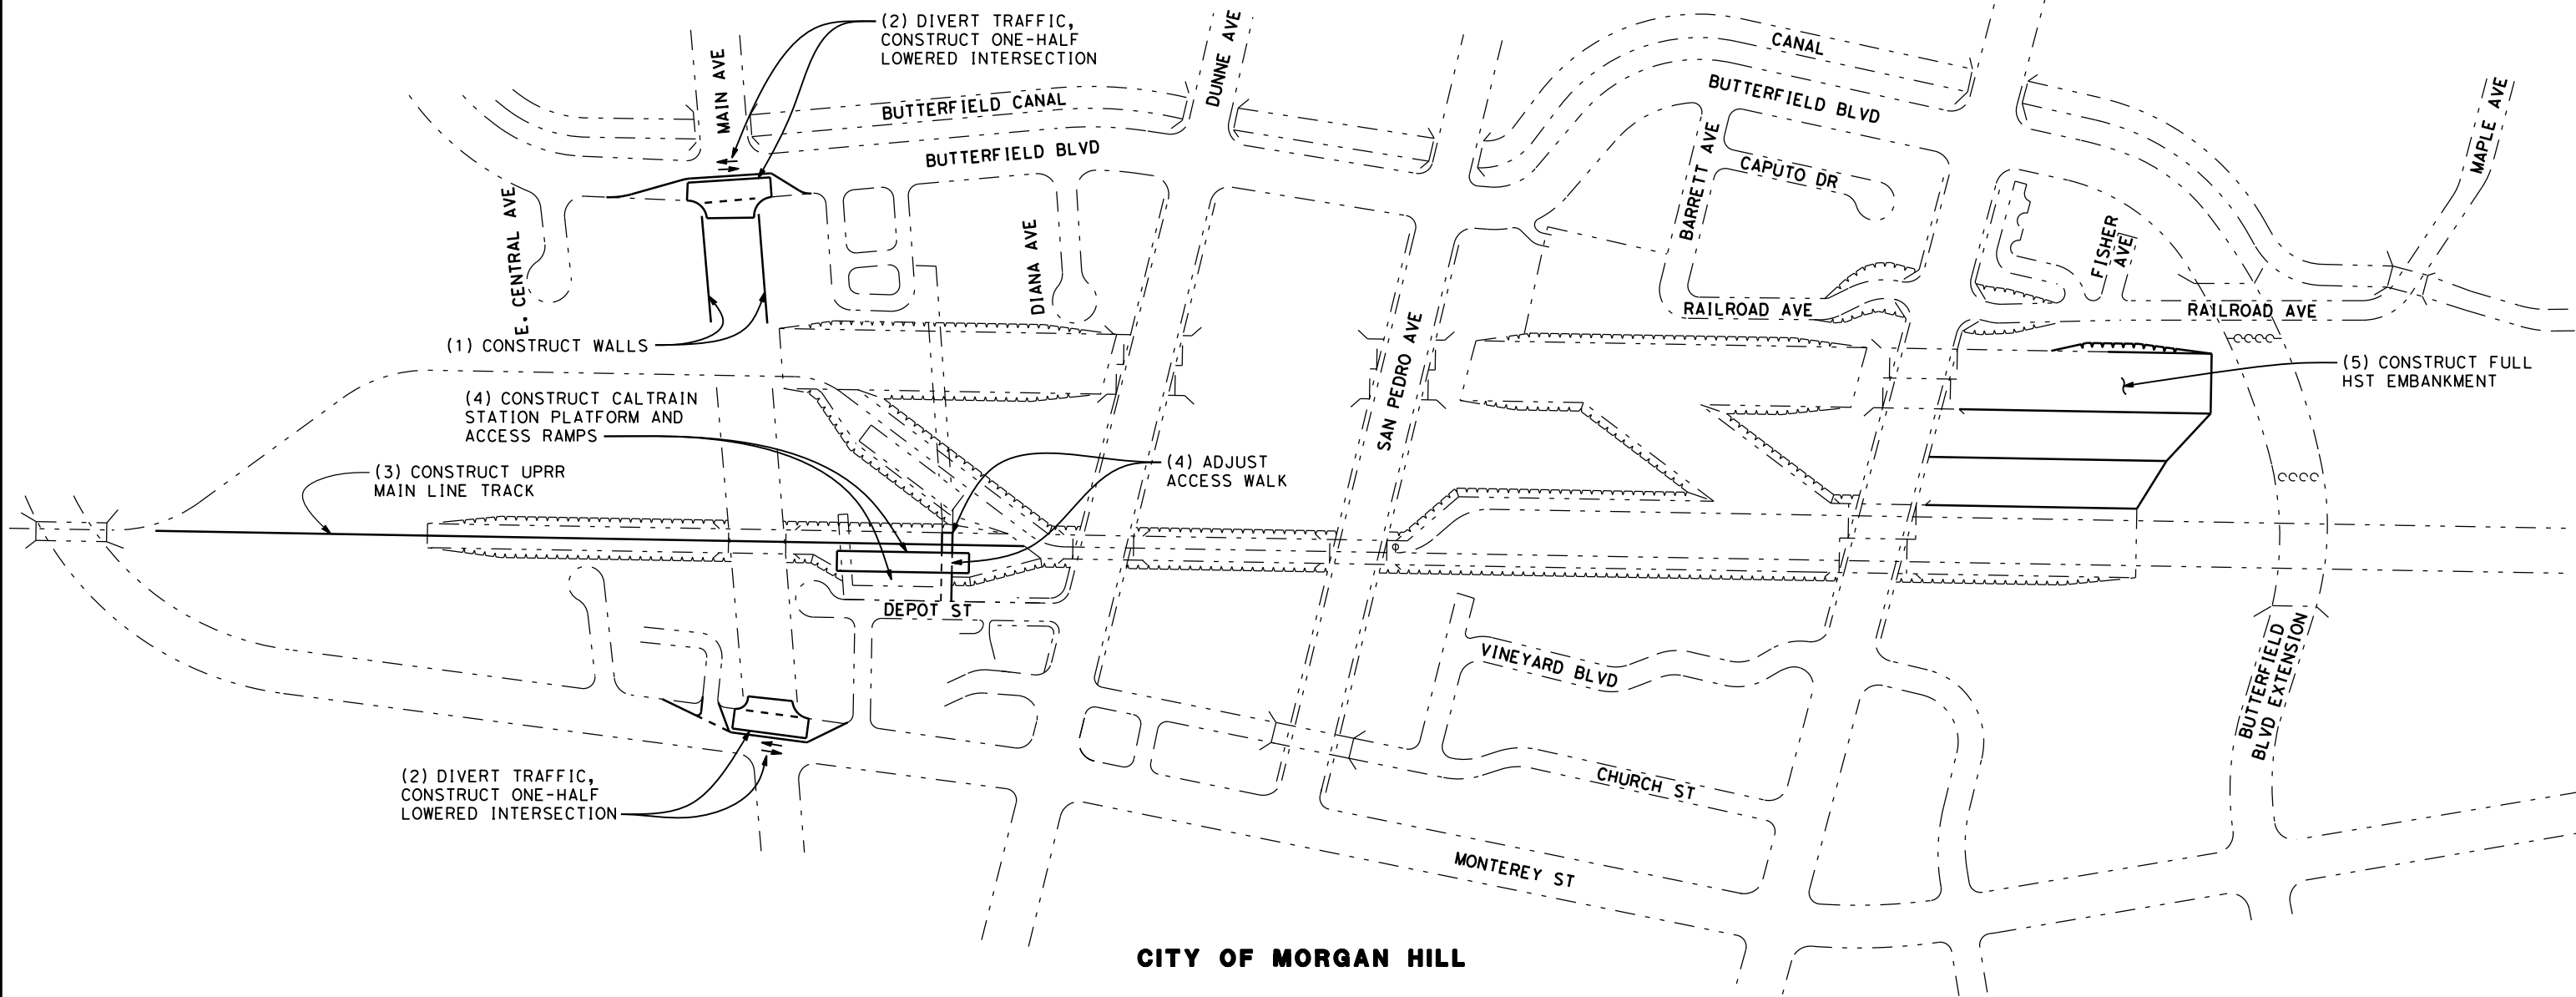 (2) DIVERT TRAFFIC,
CONSTRUCT ONE-HALF
LOWERED INTERSECTION
MAIN AVE
DUNNE AVE
CANAL
BUTTERFIELD CANAL
BUTTERFIELD BLVD
BUTTERFIELD BLVD
MAPLE AVE
BARRETT AVE
CAPUTO DR
E. CENTRAL AVE
DIANA AVE
FISHER
AVE
RAILROAD AVE
RAILROAD AVE
(1) CONSTRUCT WALLS
SAN PEDRO AVE
(5) CONSTRUCT FULL
HST EMBANKMENT
(4) CONSTRUCT CALTRAIN
STATION PLATFORM AND
ACCESS RAMPS
(3) CONSTRUCT UPRR
MAIN LINE TRACK
(4) ADJUST
ACCESS WALK
DEPOT ST
VINEYARD BLVD
BUTTERFIELD
BLVD EXTENSION
(2) DIVERT TRAFFIC,
CONSTRUCT ONE-HALF
LOWERED INTERSECTION
CHURCH ST
MONTEREY ST
CITY OF MORGAN HILL